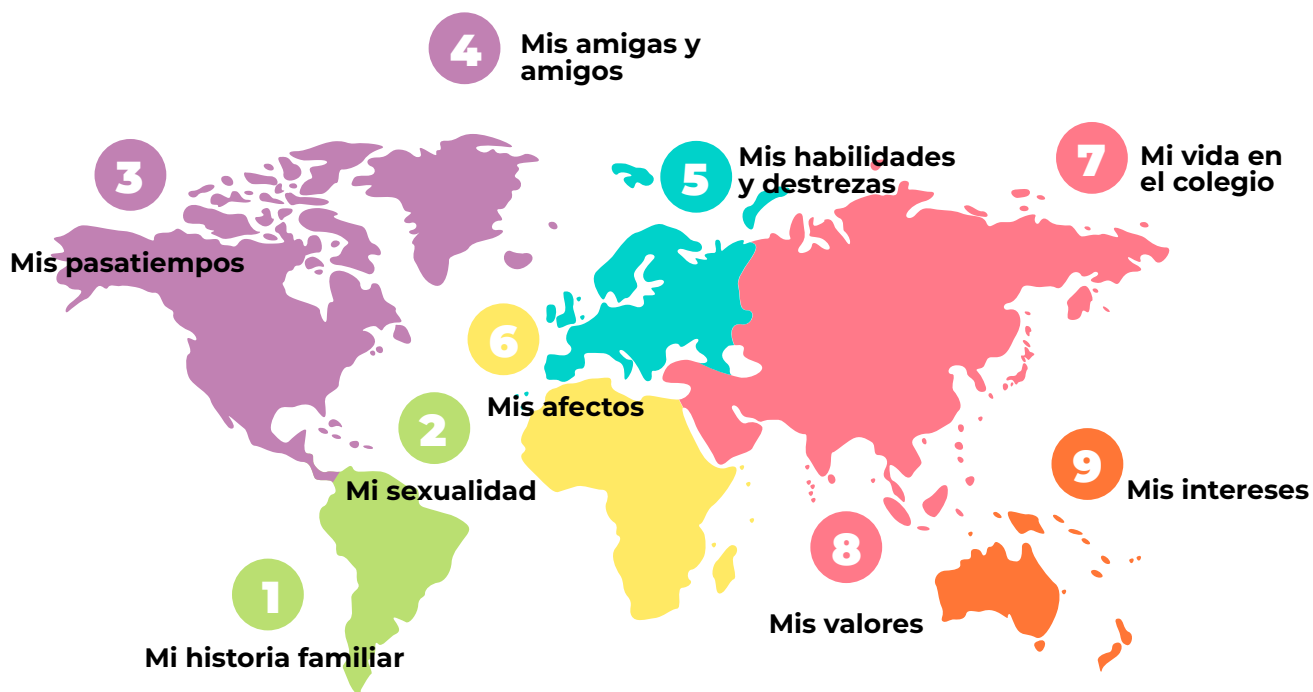 4
Mis amigas y
amigos
3
Mis pasatiempos
5
Mis habilidades
y destrezas
7
Mi vida en
el colegio
6
Mis afectos
2
Mi sexualidad
9
Mis intereses
8
Mis valores
1
Mi historia familiar